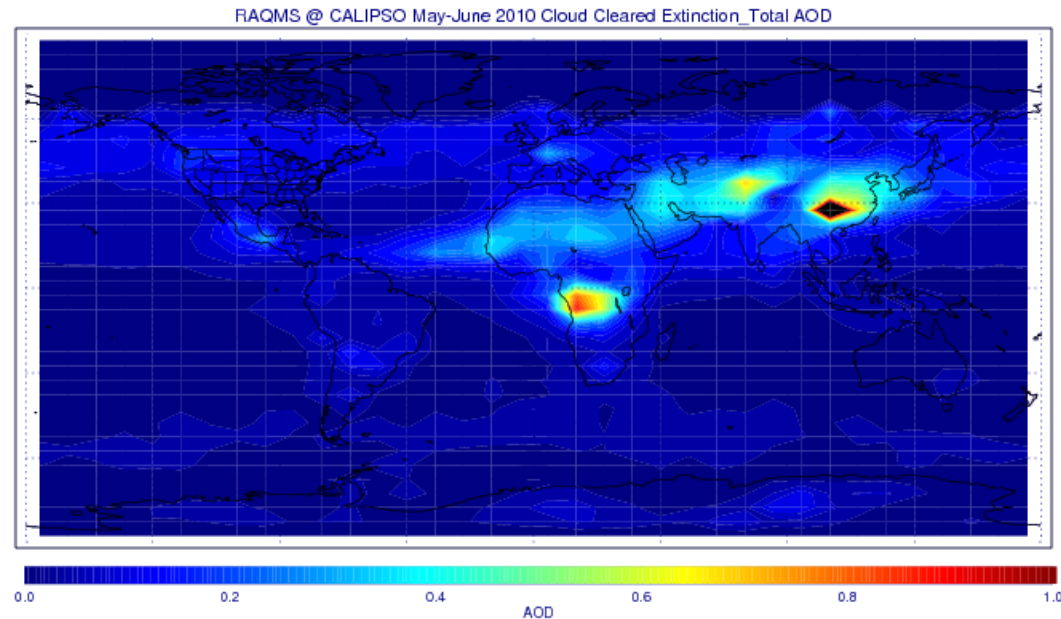 RAQMS @ CALIPSO May-June 2010 Cloud Cleared Extinction_Total AOD
0.0 0.2 0.4 0.6 0.8 1.0
AOD